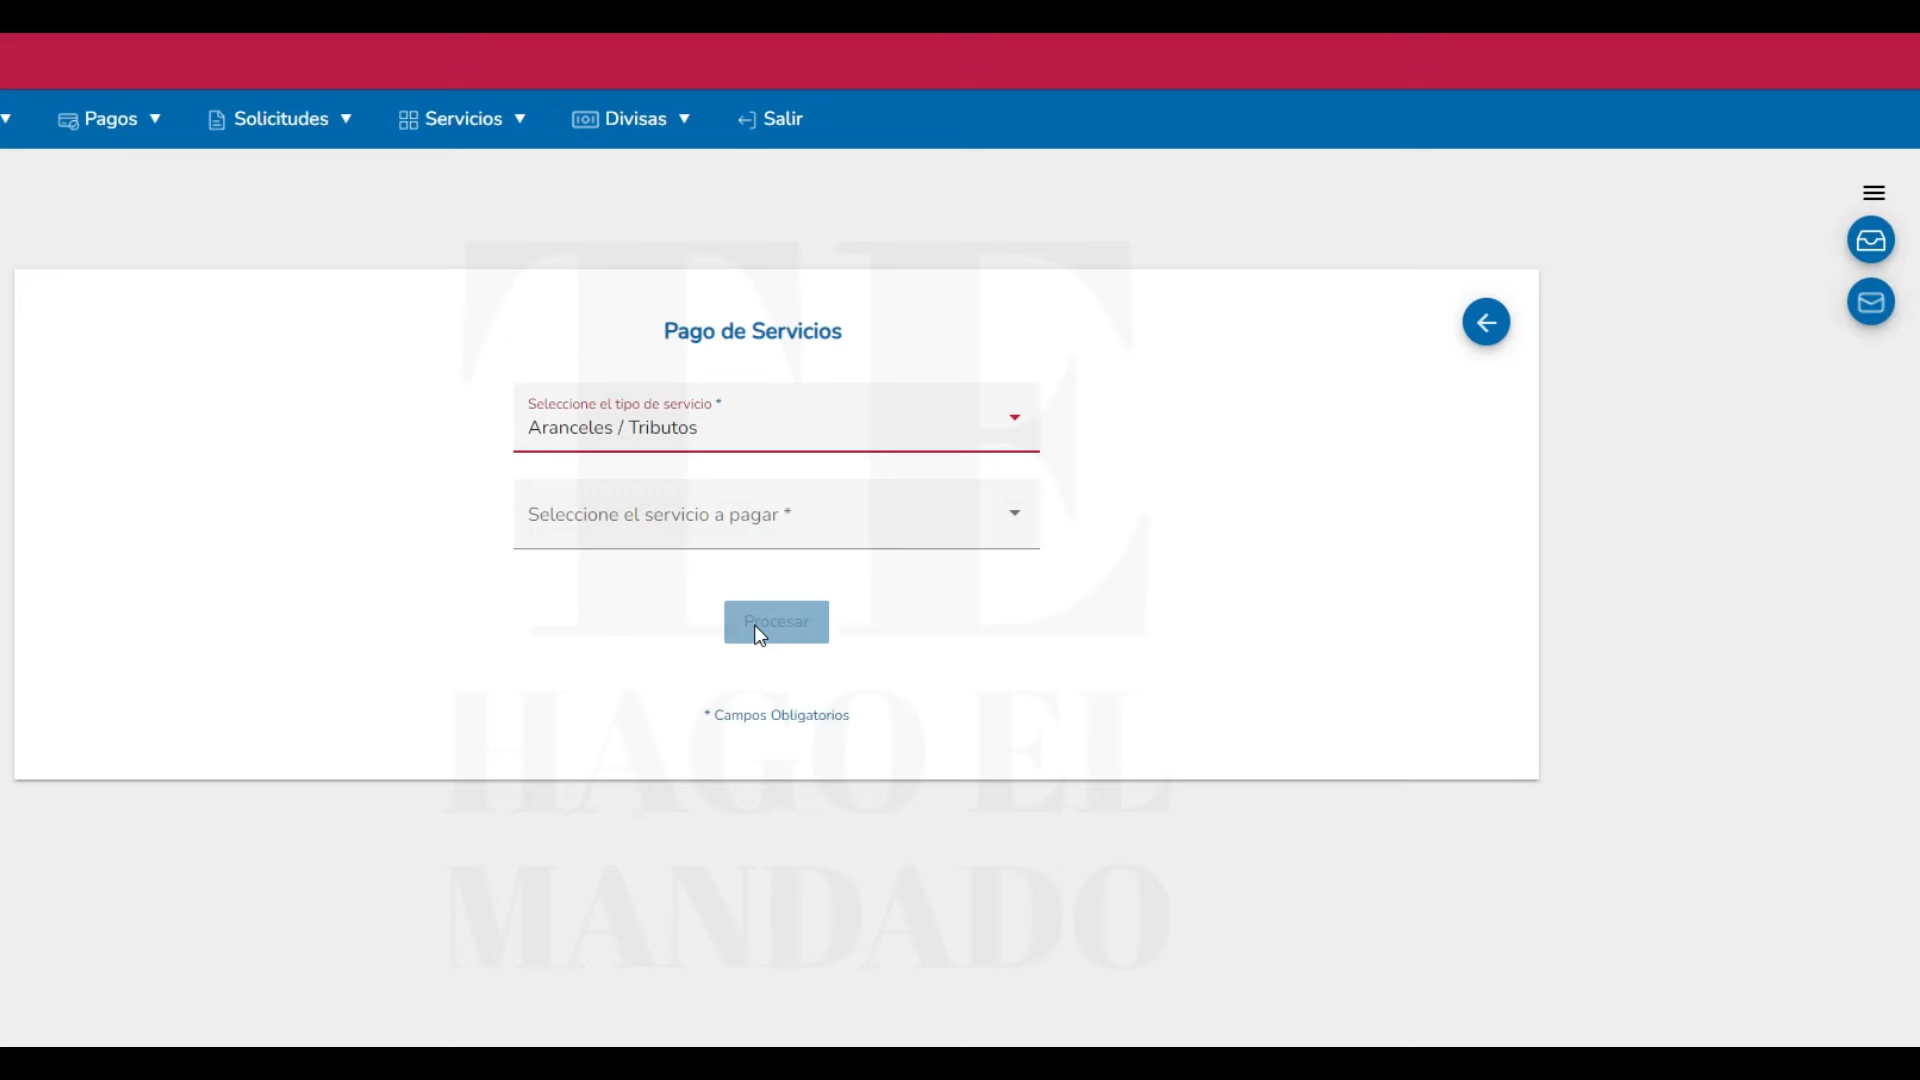 Pagos
Solicitudes
Servicios
Divisas
Salir
Pago de Servicios
Seleccione el tipo de servicio *
Aranceles / Tributos
Seleccione el servicio a pagar *
Procesar
* Campos Obligatorios
TE
HAGO EL
MANDADO